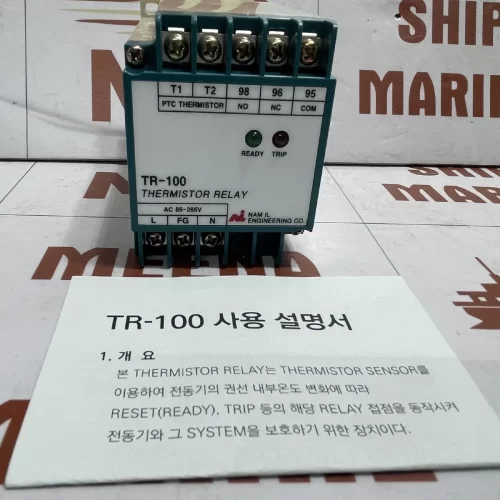 SHIP
MARIN
T1 T2 98 96 95
PTC THERMISTOR NO NC COM
READY TRIP
TR-100
THERMISTOR RELAY
AC 85-265V
L FG N
NAM IL
ENGINEERING CO.
SHIP
MARI
TR-100 사용 설명서
1. 개 요
본 THERMISTOR RELAY는 THERMISTOR SENSOR를
이용하여 전동기의 권선 내부온도 변화에 따라
RESET(READY), TRIP 등의 해당 RELAY 접점을 동작시켜
전동기와 그 SYSTEM을 보호하기 위한 장치이다.